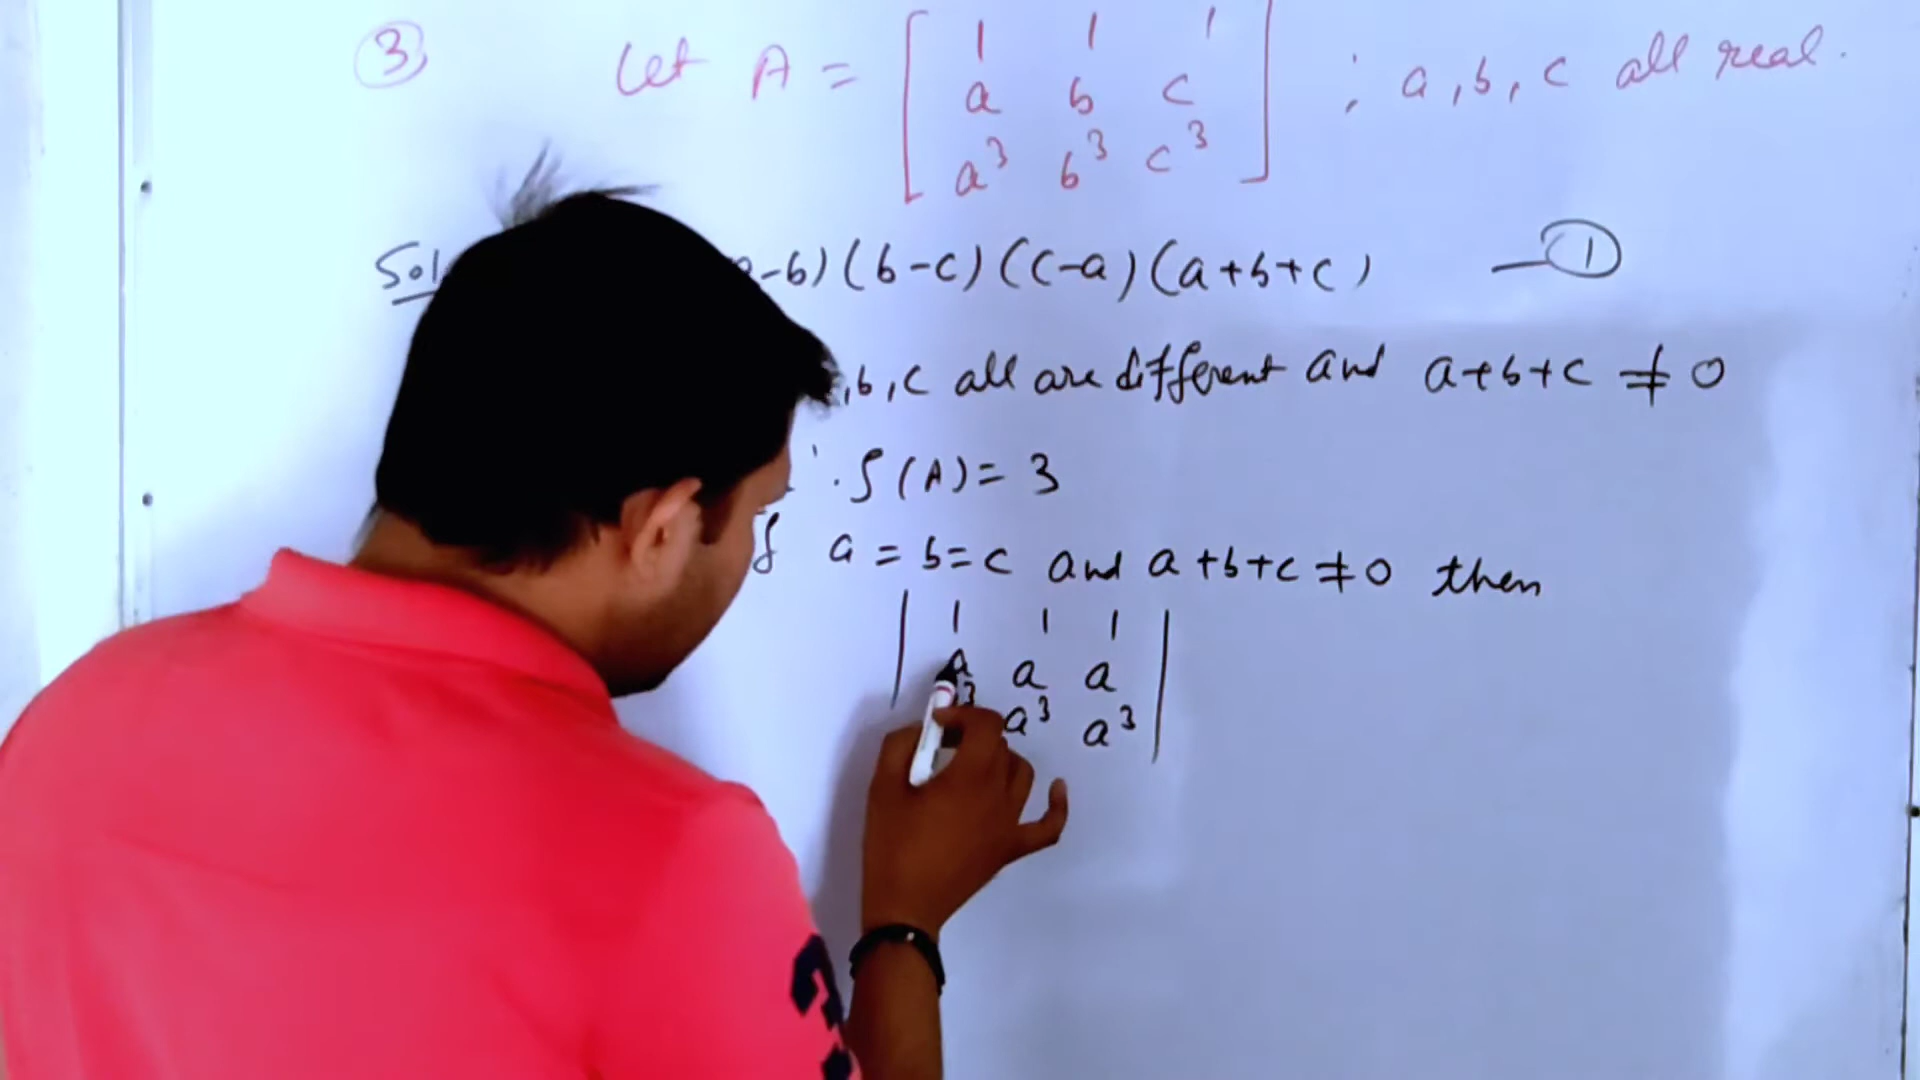 ③ Let A = [ 1 1 1
a b c
a³ b³ c³ ] ; a, b, c all real.
Sol -b)(b-c)(c-a)(a+b+c) — ①
,b,c all are different and a+b+c ≠ 0
∴ ρ(A) = 3
f a = b = c and a+b+c ≠ 0 then
| 1 1 1 |
| a a a |
3 a³ a³ |